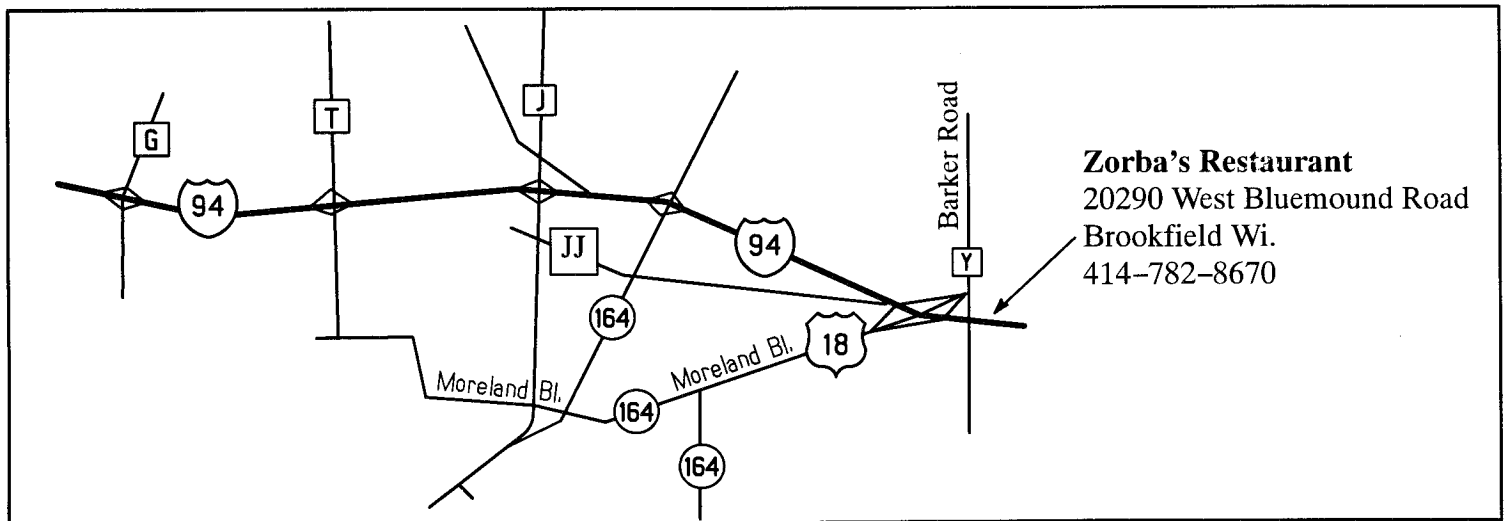 G
T
J
Barker Road
94
JJ
94
Y
Zorba's Restaurant
20290 West Bluemound Road
Brookfield Wi.
414–782–8670
164
18
Moreland Bl.
Moreland Bl.
164
164